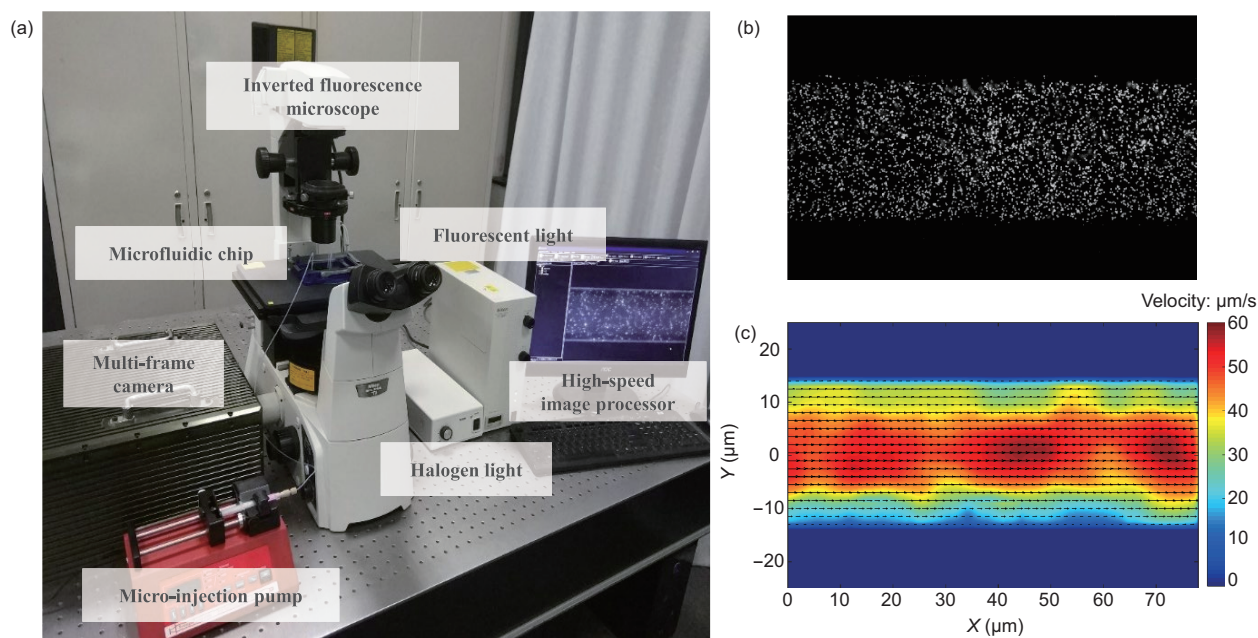 (a)
Inverted fluorescence
microscope
Microfluidic chip
Fluorescent light
Multi-frame
camera
High-speed
image processor
Halogen light
Micro-injection pump
(b)
(c)
Velocity: µm/s
60
50
40
30
20
10
0
20
10
0
−10
−20
Y (µm)
0
10
20
30
40
50
60
70
X (µm)